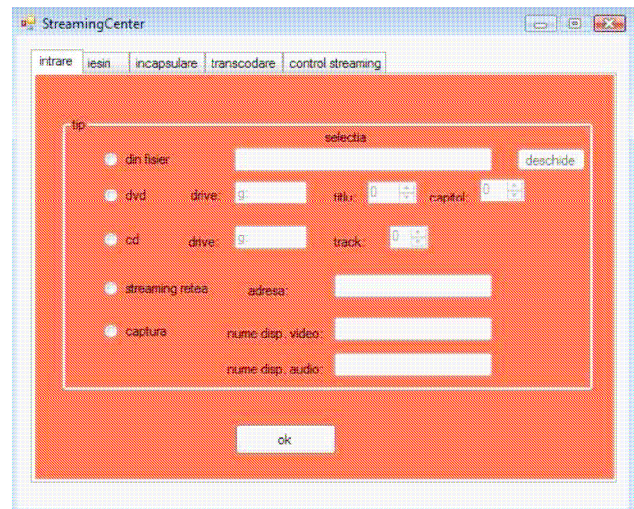 StreamingCenter
intrare iesiri incapsulare transcodare control streaming
tip
selectia
din fisier deschide
dvd drive: g: titlu: 0 capitol: 0
cd drive: g: track: 0
streaming retea adresa:
captura nume disp. video:
nume disp. audio:
ok